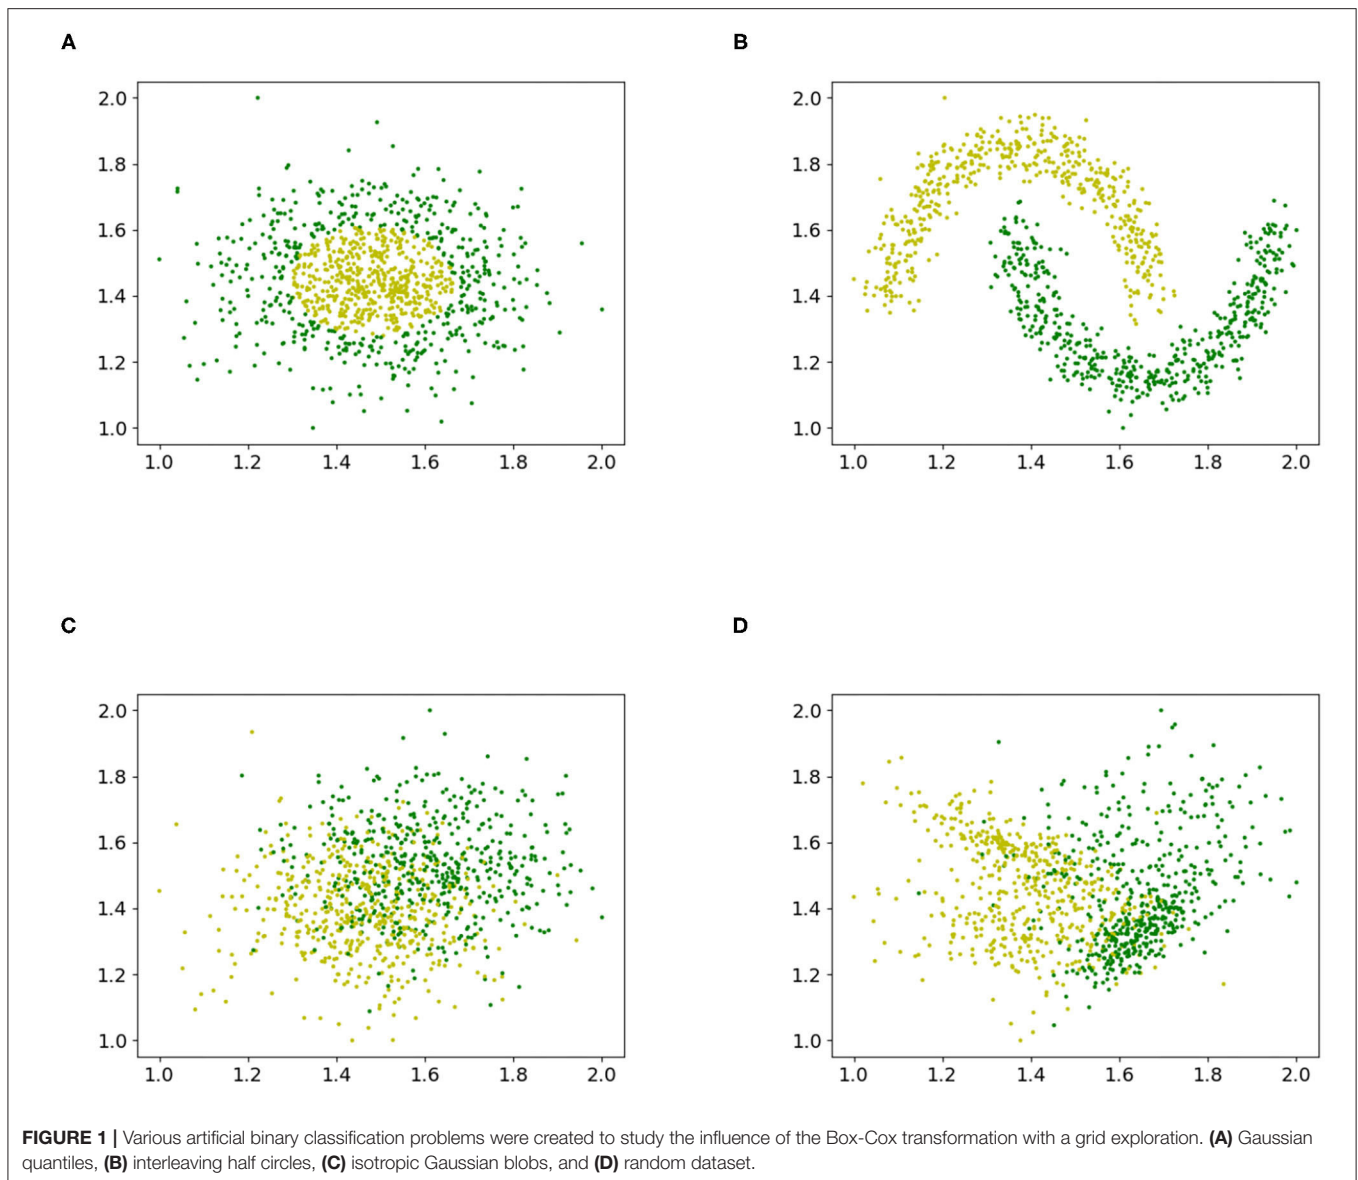 A
B
2.0
1.8
1.6
1.4
1.2
1.0
1.0 1.2 1.4 1.6 1.8 2.0
2.0
1.8
1.6
1.4
1.2
1.0
1.0 1.2 1.4 1.6 1.8 2.0
C
D
2.0
1.8
1.6
1.4
1.2
1.0
1.0 1.2 1.4 1.6 1.8 2.0
2.0
1.8
1.6
1.4
1.2
1.0
1.0 1.2 1.4 1.6 1.8 2.0
FIGURE 1 | Various artificial binary classification problems were created to study the influence of the Box-Cox transformation with a grid exploration. (A) Gaussian
quantiles, (B) interleaving half circles, (C) isotropic Gaussian blobs, and (D) random dataset.